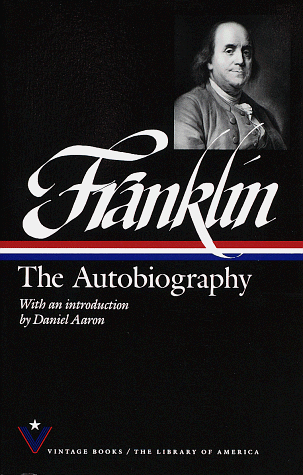 Franklin
The Autobiography
With an introduction
by Daniel Aaron
VINTAGE BOOKS / THE LIBRARY OF AMERICA